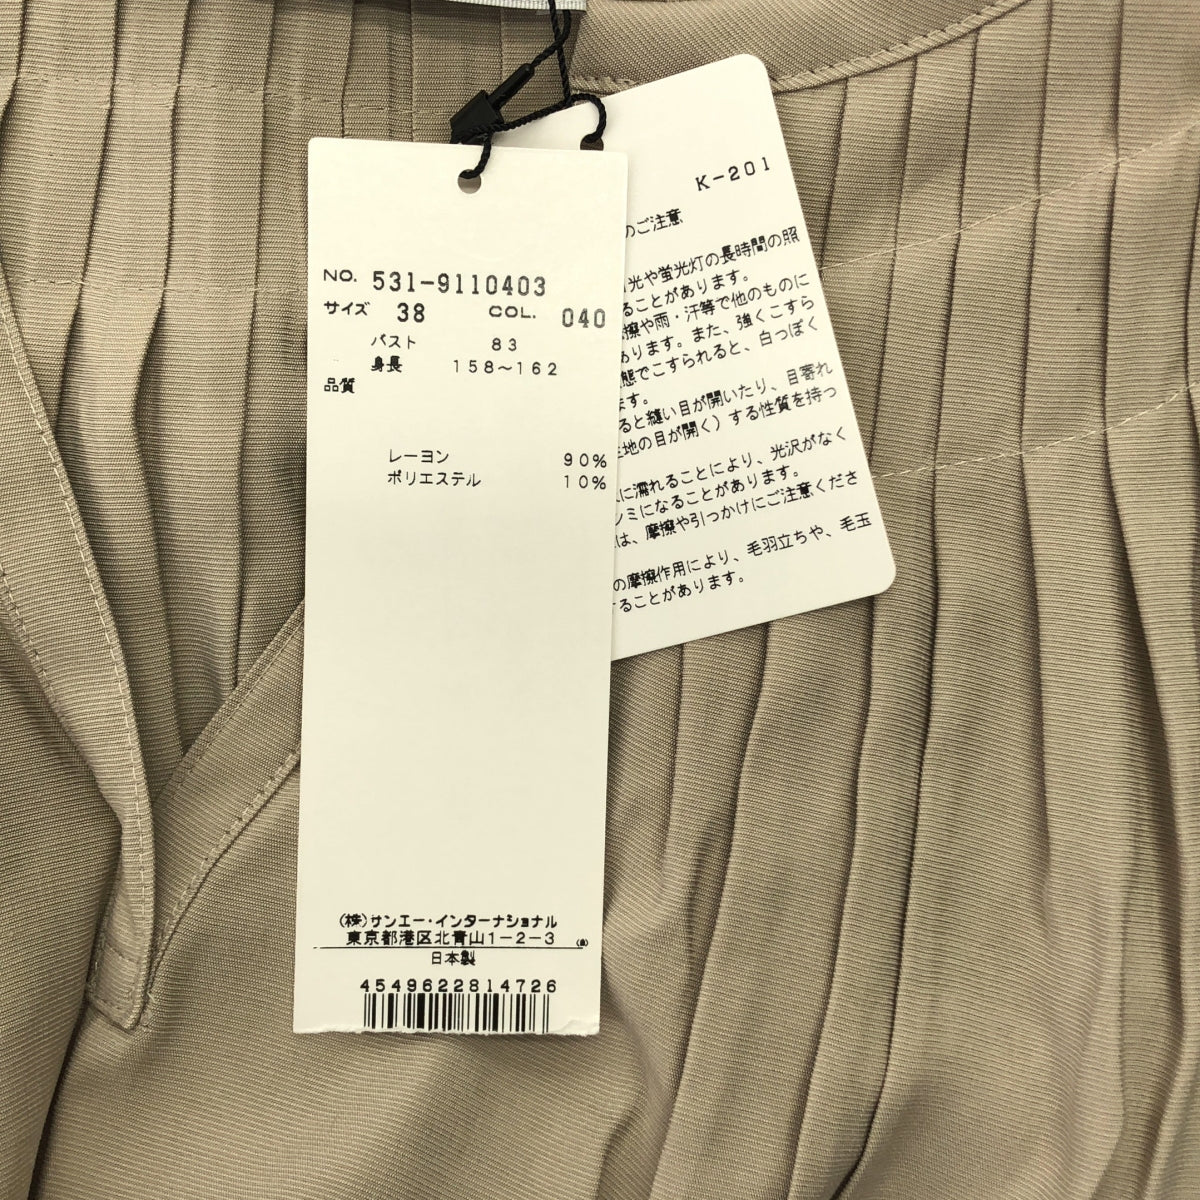 NO. 531-9110403
サイズ 38 COL. 040
バスト 83
身長 158〜162
品質
レーヨン 90%
ポリエステル 10%
(株)サンエー・インターナショナル
東京都港区北青山1-2-3
日本製
4549622814726
K-201
のご注意
光や蛍光灯の長時間の照
ることがあります。
擦や雨・汗等で他のものに
あります。また、強くこすら
態でこすられると、白っぽく
ます。
ると縫い目が開いたり、目寄れ
地の目が開く）する性質を持つ
に濡れることにより、光沢がなく
シミになることがあります。
は、摩擦や引っかけにご注意くださ
の摩擦作用により、毛羽立ちや、毛玉
することがあります。